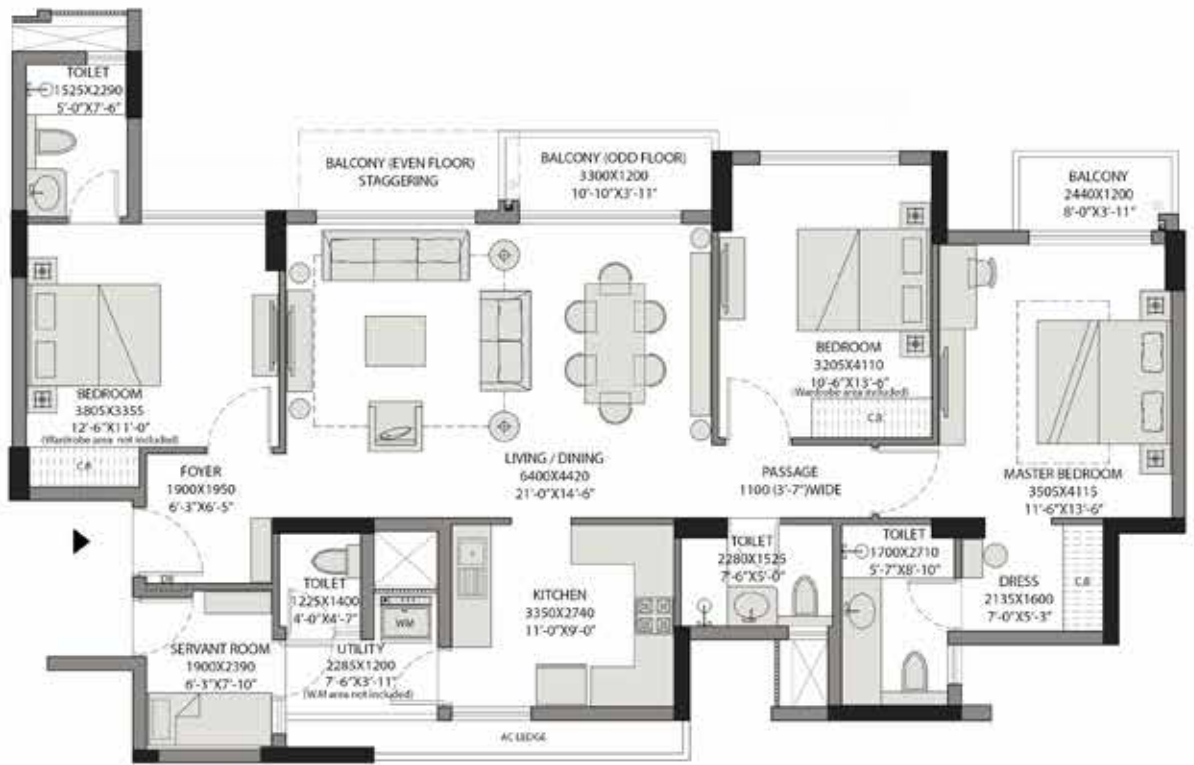 TOILET
1525X2290
5'-0"X7'-6"
BALCONY (EVEN FLOOR)
STAGGERING
BALCONY (ODD FLOOR)
3300X1200
10'-10"X3'-11"
BALCONY
2440X1200
8'-0"X3'-11"
BEDROOM
3805X3355
12'-6"X11'-0"
(Wardrobe area not included)
C.B
BEDROOM
3205X4110
10'-6"X13'-6"
(Wardrobe area included)
C.B
FOYER
1900X1950
6'-3"X6'-5"
LIVING / DINING
6400X4420
21'-0"X14'-6"
PASSAGE
1100 (3'-7")WIDE
MASTER BEDROOM
3505X4115
11'-6"X13'-6"
DB
TOILET
1225X1400
4'-0"X4'-7"
WM
KITCHEN
3350X2740
11'-0"X9'-0"
TOILET
2280X1525
7'-6"X5'-0"
TOILET
1700X2710
5'-7"X8'-10"
DRESS
2135X1600
7'-0"X5'-3"
C.B
SERVANT ROOM
1900X2390
6'-3"X7'-10"
UTILITY
2285X1200
7'-6"X3'-11"
(W.M area not included)
AC LEDGE